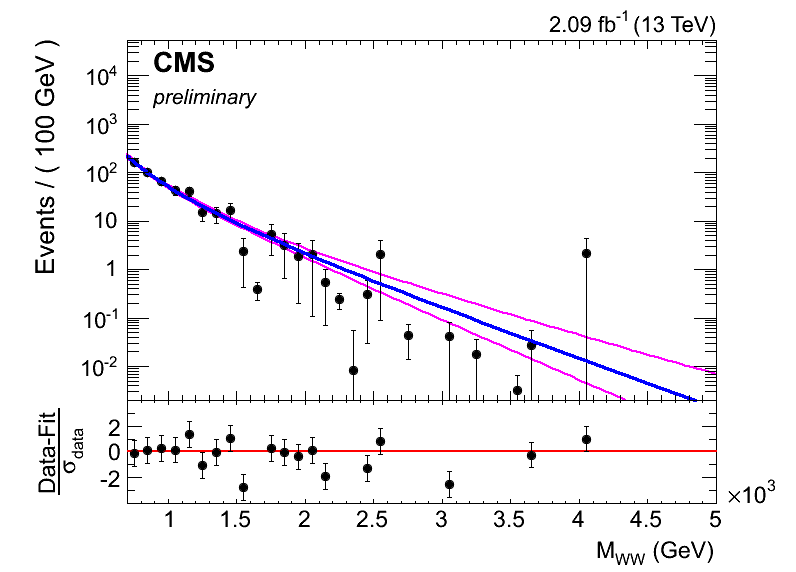 2.09 fb⁻¹ (13 TeV)
CMS
preliminary
Events / ( 100 GeV )
10⁴
10³
10²
10
1
10⁻¹
10⁻²
Data-Fit
σdata
2
0
-2
1 1.5 2 2.5 3 3.5 4 4.5 5
×10³
M_WW (GeV)